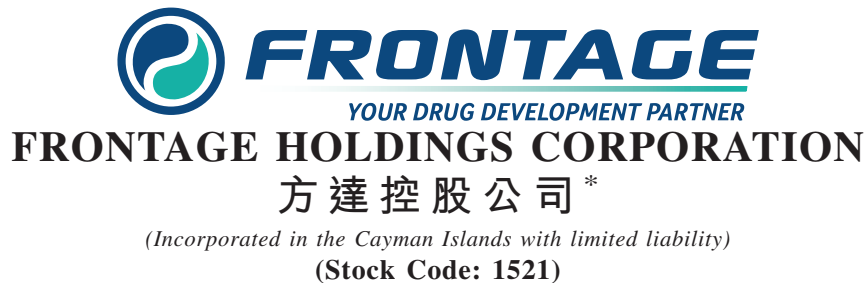 FRONTAGE
YOUR DRUG DEVELOPMENT PARTNER
FRONTAGE HOLDINGS CORPORATION
方達控股公司*
(Incorporated in the Cayman Islands with limited liability)
(Stock Code: 1521)